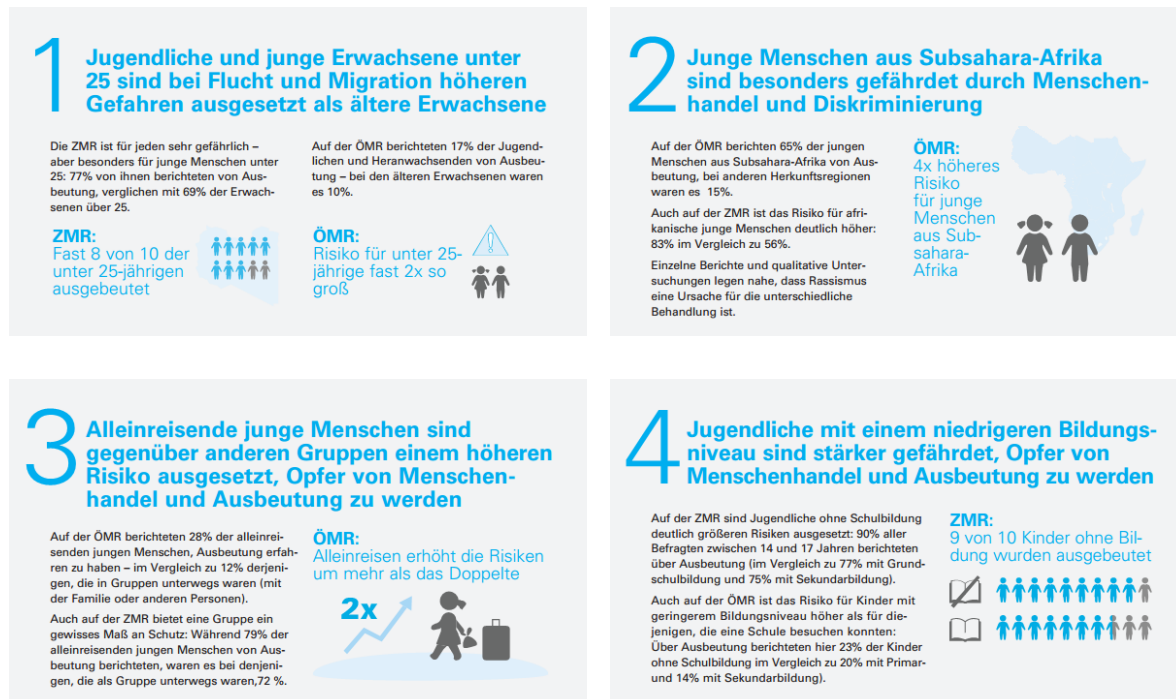 1
Jugendliche und junge Erwachsene unter
25 sind bei Flucht und Migration höheren
Gefahren ausgesetzt als ältere Erwachsene
Die ZMR ist für jeden sehr gefährlich –
aber besonders für junge Menschen unter
25: 77% von ihnen berichteten von Aus-
beutung, verglichen mit 69% der Erwach-
senen über 25.
ZMR:
Fast 8 von 10 der
unter 25-jährigen
ausgebeutet
Auf der ÖMR berichteten 17% der Jugend-
lichen und Heranwachsenden von Ausbeu-
tung – bei den älteren Erwachsenen waren
es 10%.
ÖMR:
Risiko für unter 25-
jährige fast 2x so
groß
2
Junge Menschen aus Subsahara-Afrika
sind besonders gefährdet durch Menschen-
handel und Diskriminierung
Auf der ÖMR berichten 65% der jungen
Menschen aus Subsahara-Afrika von Aus-
beutung, bei anderen Herkunftsregionen
waren es 15%.
Auch auf der ZMR ist das Risiko für afri-
kanische junge Menschen deutlich höher:
83% im Vergleich zu 56%.
Einzelne Berichte und qualitative Unter-
suchungen legen nahe, dass Rassismus
eine Ursache für die unterschiedliche
Behandlung ist.
ÖMR:
4x höheres
Risiko
für junge
Menschen
aus Sub-
sahara-
Afrika
3
Alleinreisende junge Menschen sind
gegenüber anderen Gruppen einem höheren
Risiko ausgesetzt, Opfer von Menschen-
handel und Ausbeutung zu werden
Auf der ÖMR berichteten 28% der alleinrei-
senden jungen Menschen, Ausbeutung erfah-
ren zu haben – im Vergleich zu 12% derjeni-
gen, die in Gruppen unterwegs waren (mit
der Familie oder anderen Personen).
Auch auf der ZMR bietet eine Gruppe ein
gewisses Maß an Schutz: Während 79% der
alleinreisenden jungen Menschen von Aus-
beutung berichteten, waren es bei denjeni-
gen, die als Gruppe unterwegs waren,72 %.
ÖMR:
Alleinreisen erhöht die Risiken
um mehr als das Doppelte
2x
4
Jugendliche mit einem niedrigeren Bildungs-
niveau sind stärker gefährdet, Opfer von
Menschenhandel und Ausbeutung zu werden
Auf der ZMR sind Jugendliche ohne Schulbildung
deutlich größeren Risiken ausgesetzt: 90% aller
Befragten zwischen 14 und 17 Jahren berichteten
über Ausbeutung (im Vergleich zu 77% mit Grund-
schulbildung und 75% mit Sekundarbildung).
Auch auf der ÖMR ist das Risiko für Kinder mit
geringerem Bildungsniveau höher als für die-
jenigen, die eine Schule besuchen konnten:
Über Ausbeutung berichteten hier 23% der Kinder
ohne Schulbildung im Vergleich zu 20% mit Primar-
und 14% mit Sekundarbildung).
ZMR:
9 von 10 Kinder ohne Bil-
dung wurden ausgebeutet